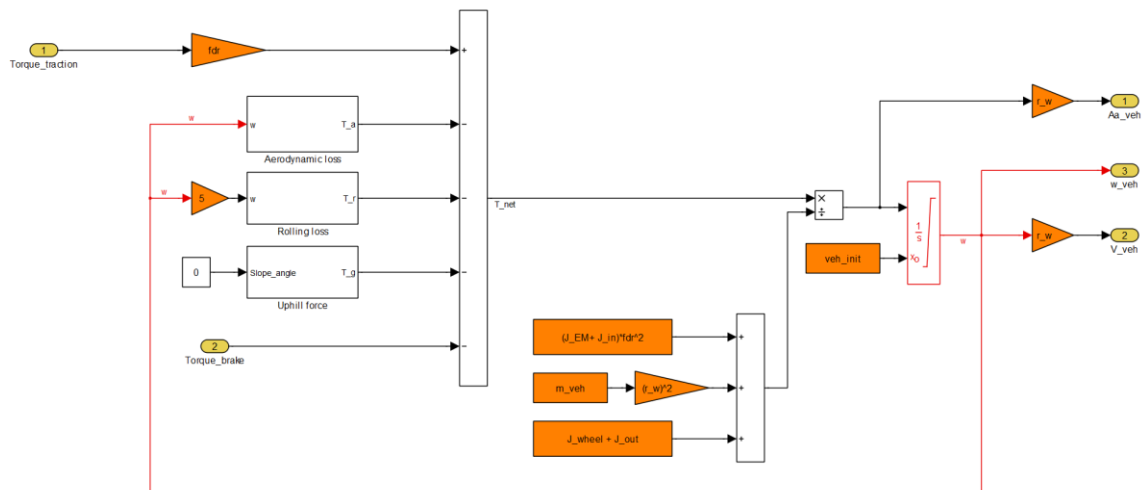 1
Torque_traction
fdr
+
w
w
T_a
−
Aerodynamic loss
w
5
w
T_r
−
Rolling loss
0
Slope_angle
T_g
−
Uphill force
2
Torque_brake
−
T_net
×
÷
veh_init
1
s
x
o
w
r_w
1
Aa_veh
3
w_veh
r_w
2
V_veh
(J_EM+ J_in)*fdr^2
+
m_veh
(r_w)^2
+
J_wheel + J_out
+